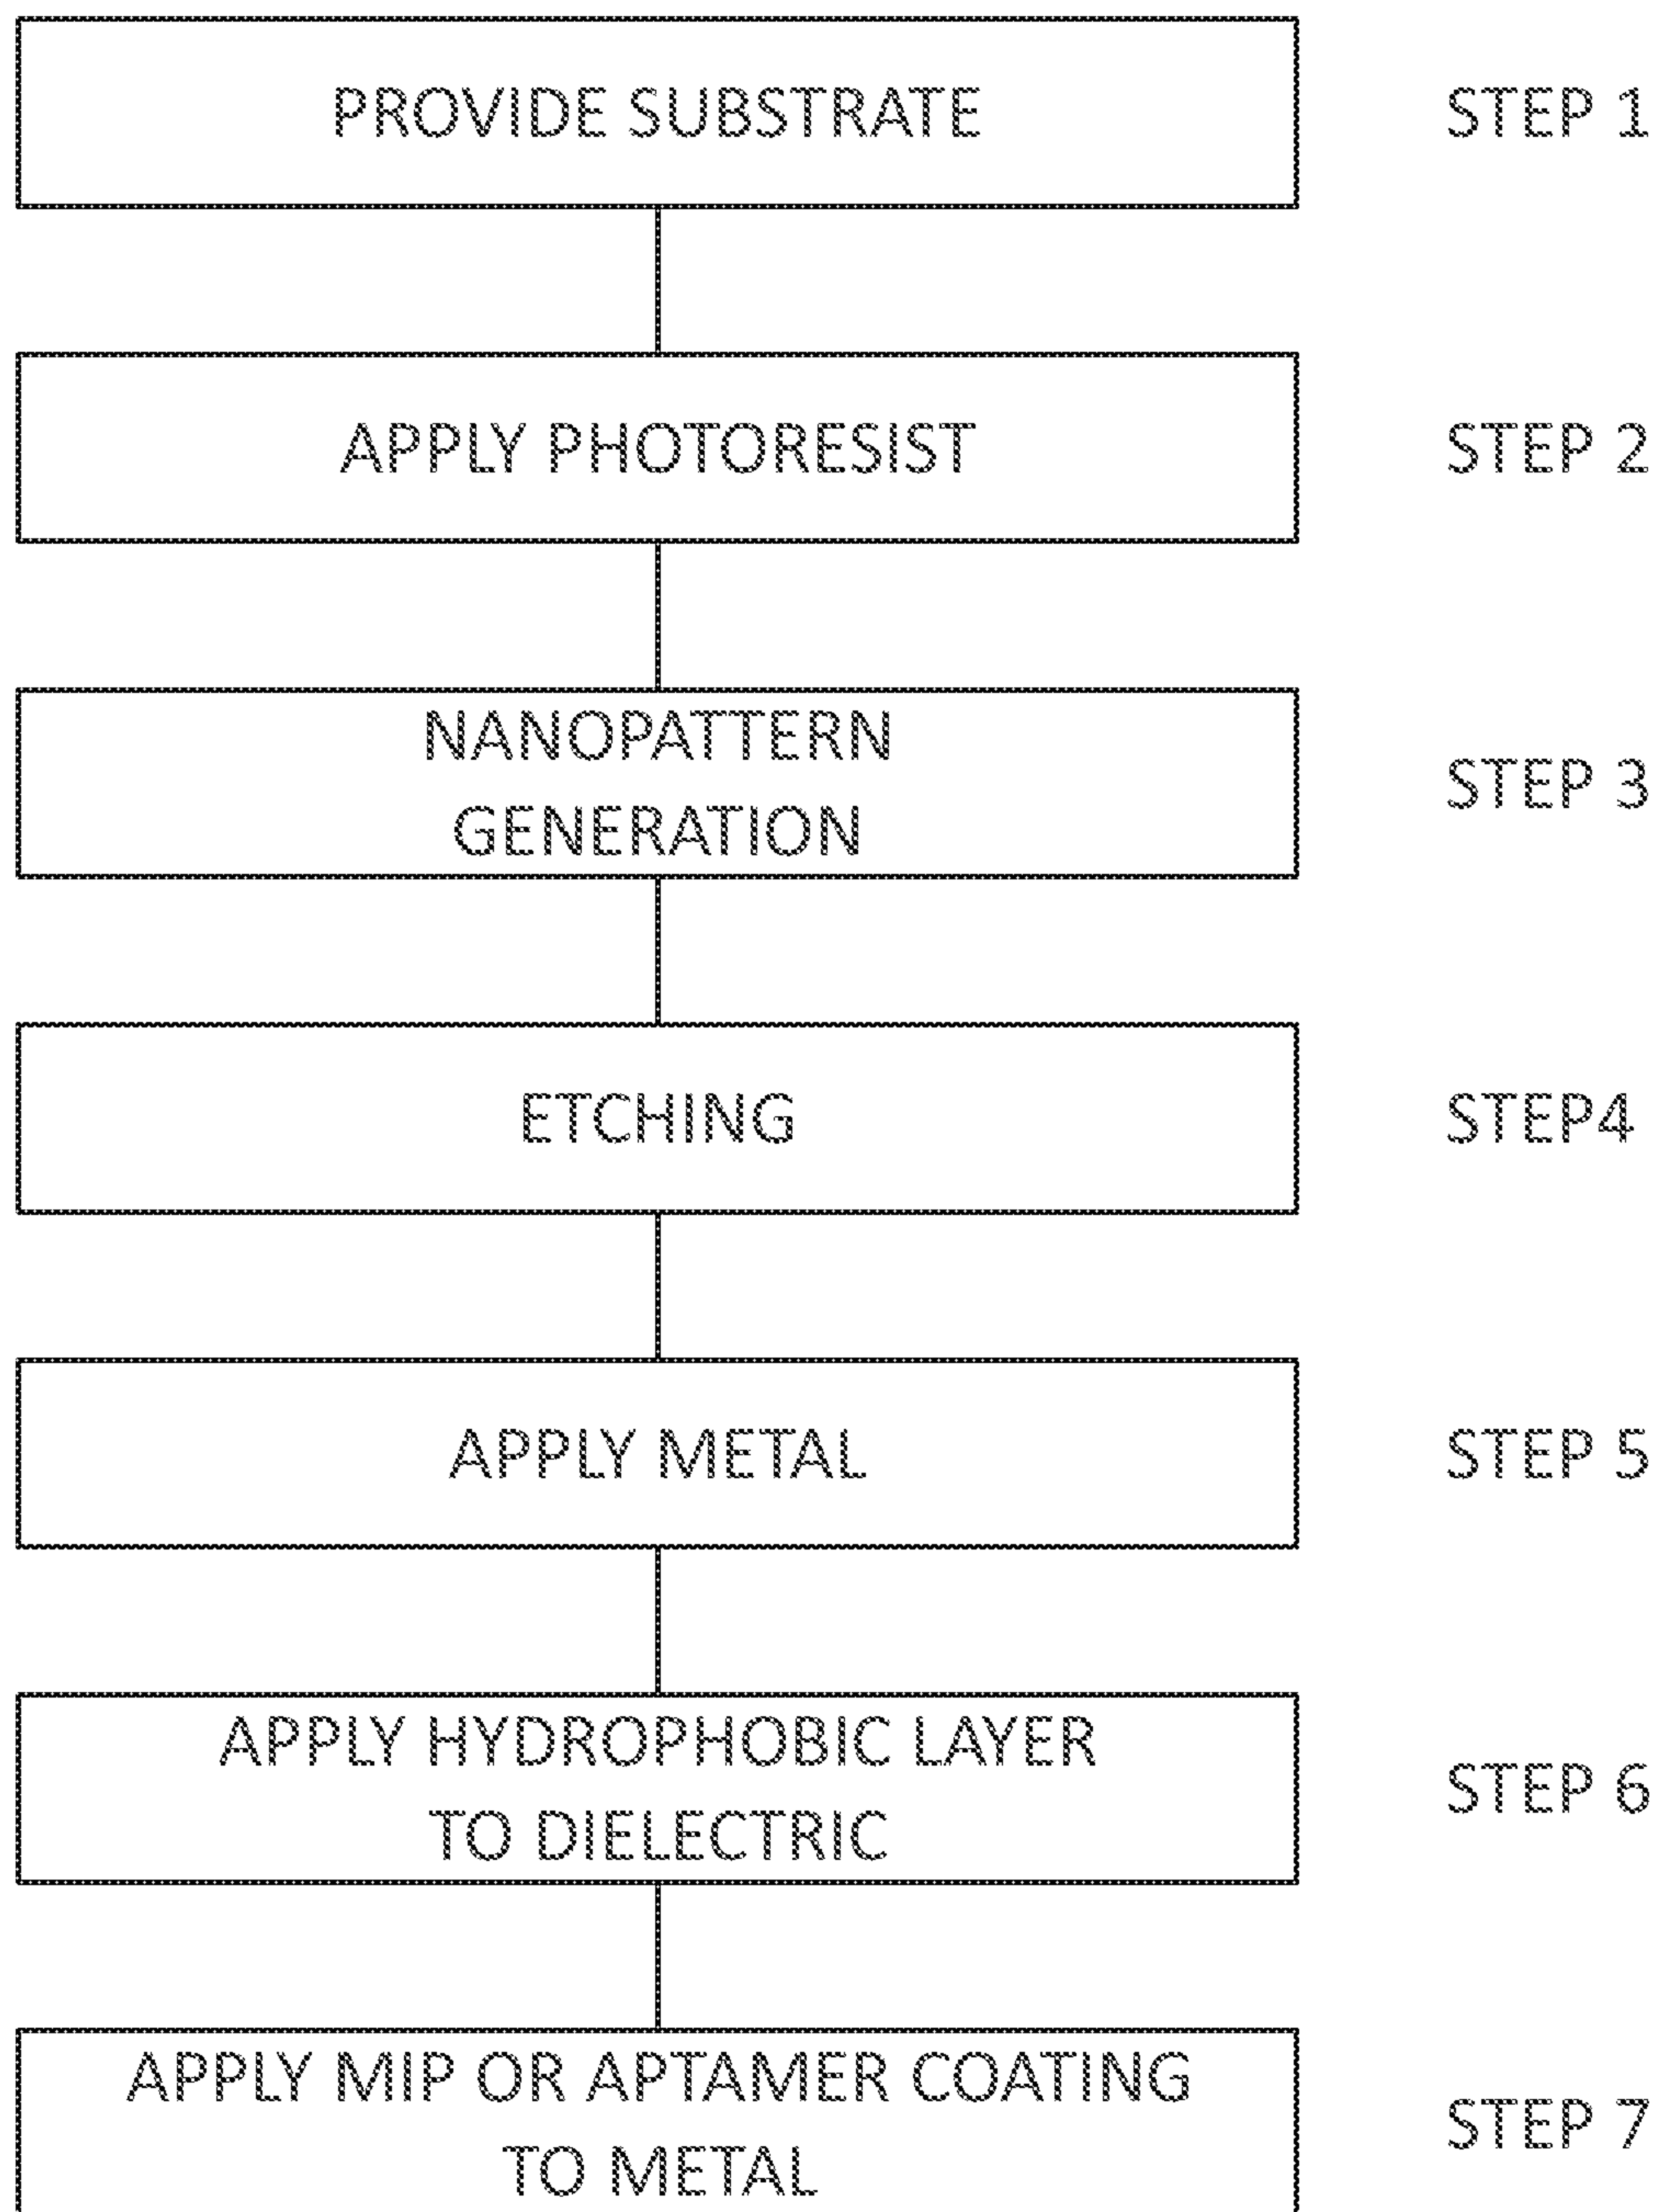 PROVIDE SUBSTRATE
STEP 1
APPLY PHOTORESIST
STEP 2
NANOPATTERN
GENERATION
STEP 3
ETCHING
STEP4
APPLY METAL
STEP 5
APPLY HYDROPHOBIC LAYER
TO DIELECTRIC
STEP 6
APPLY MIP OR APTAMER COATING
TO METAL
STEP 7